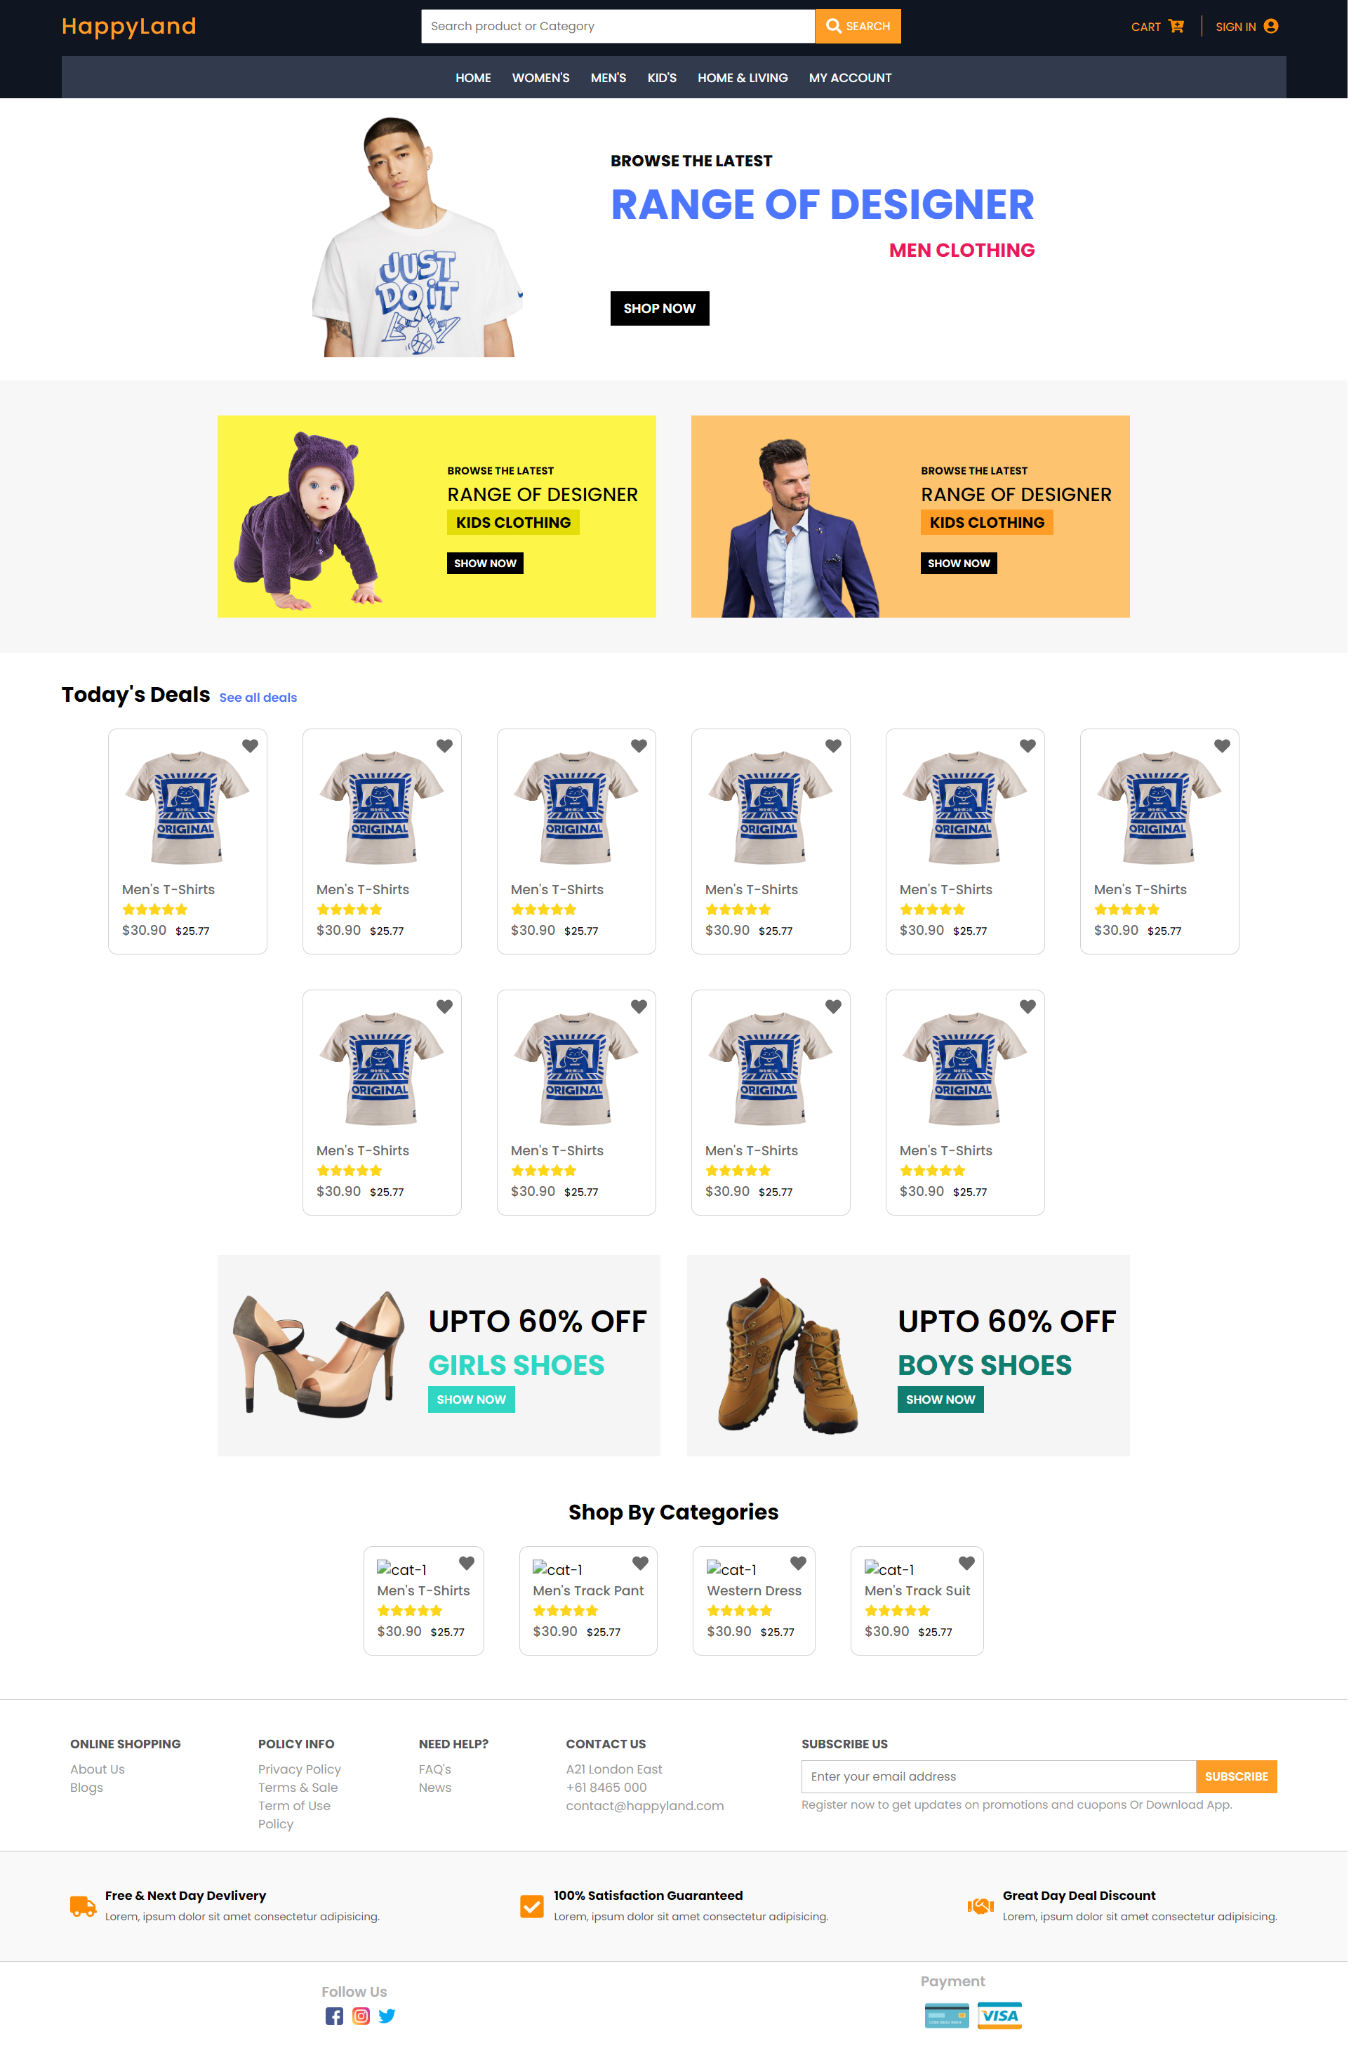 HappyLand
Search product or Category
SEARCH
CART
SIGN IN
HOME WOMEN'S MEN'S KID'S HOME & LIVING MY ACCOUNT
JUST
DO IT
BROWSE THE LATEST
RANGE OF DESIGNER
MEN CLOTHING
SHOP NOW
BROWSE THE LATEST
RANGE OF DESIGNER
KIDS CLOTHING
SHOW NOW
BROWSE THE LATEST
RANGE OF DESIGNER
KIDS CLOTHING
SHOW NOW
Today's Deals See all deals
ORIGINAL
Men's T-Shirts
$30.90 $25.77
ORIGINAL
Men's T-Shirts
$30.90 $25.77
ORIGINAL
Men's T-Shirts
$30.90 $25.77
ORIGINAL
Men's T-Shirts
$30.90 $25.77
ORIGINAL
Men's T-Shirts
$30.90 $25.77
ORIGINAL
Men's T-Shirts
$30.90 $25.77
ORIGINAL
Men's T-Shirts
$30.90 $25.77
ORIGINAL
Men's T-Shirts
$30.90 $25.77
ORIGINAL
Men's T-Shirts
$30.90 $25.77
ORIGINAL
Men's T-Shirts
$30.90 $25.77
UPTO 60% OFF
GIRLS SHOES
SHOW NOW
UPTO 60% OFF
BOYS SHOES
SHOW NOW
Shop By Categories
cat-1
Men's T-Shirts
$30.90 $25.77
cat-1
Men's Track Pant
$30.90 $25.77
cat-1
Western Dress
$30.90 $25.77
cat-1
Men's Track Suit
$30.90 $25.77
ONLINE SHOPPING
About Us
Blogs
POLICY INFO
Privacy Policy
Terms & Sale
Term of Use
Policy
NEED HELP?
FAQ's
News
CONTACT US
A21 London East
+61 8465 000
contact@happyland.com
SUBSCRIBE US
Enter your email address
SUBSCRIBE
Register now to get updates on promotions and cuopons Or Download App.
Free & Next Day Devlivery
Lorem, ipsum dolor sit amet consectetur adipisicing.
100% Satisfaction Guaranteed
Lorem, ipsum dolor sit amet consectetur adipisicing.
Great Day Deal Discount
Lorem, ipsum dolor sit amet consectetur adipisicing.
Follow Us
Payment
VISA